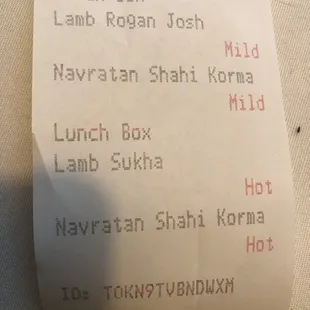 Lamb Rogan Josh
Mild
Navratan Shahi Korma
Mild
Lunch Box
Lamb Sukha
Hot
Navratan Shahi Korma
Hot
ID: TOKN9TVBNDWXM